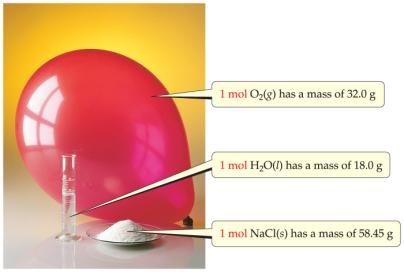 1 mol O₂(g) has a mass of 32.0 g
1 mol H₂O(l) has a mass of 18.0 g
1 mol NaCl(s) has a mass of 58.45 g